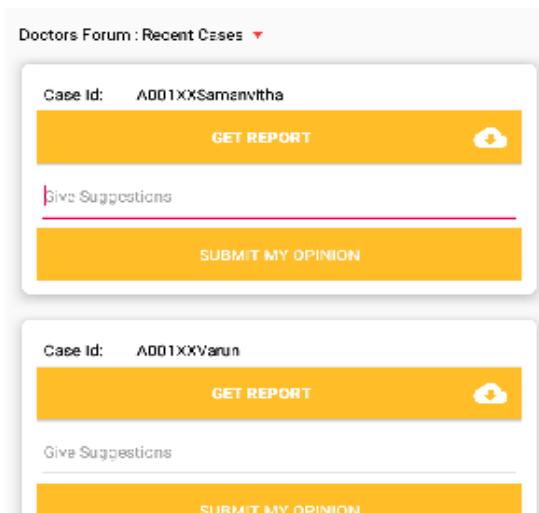 Doctors Forum : Recent Cases
Case Id: A001XXSamanvitha
GET REPORT
Give Suggestions
SUBMIT MY OPINION
Case Id: A001XXVarun
GET REPORT
Give Suggestions
SUBMIT MY OPINION